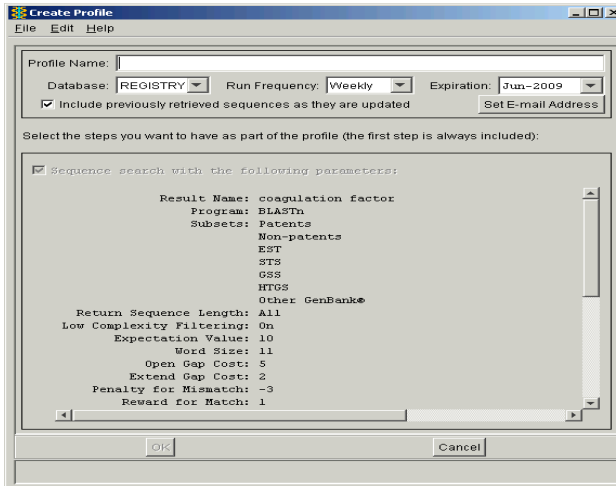 Create Profile
File Edit Help
Profile Name:
Database: REGISTRY Run Frequency: Weekly Expiration: Jun-2009
Include previously retrieved sequences as they are updated Set E-mail Address
Select the steps you want to have as part of the profile (the first step is always included):
Sequence search with the following parameters:
Result Name: coagulation factor
Program: BLASTn
Subsets: Patents
Non-patents
EST
STS
GSS
HTGS
Other GenBank®
Return Sequence Length: All
Low Complexity Filtering: On
Expectation Value: 10
Word Size: 11
Open Gap Cost: 5
Extend Gap Cost: 2
Penalty for Mismatch: -3
Reward for Match: 1
OK Cancel